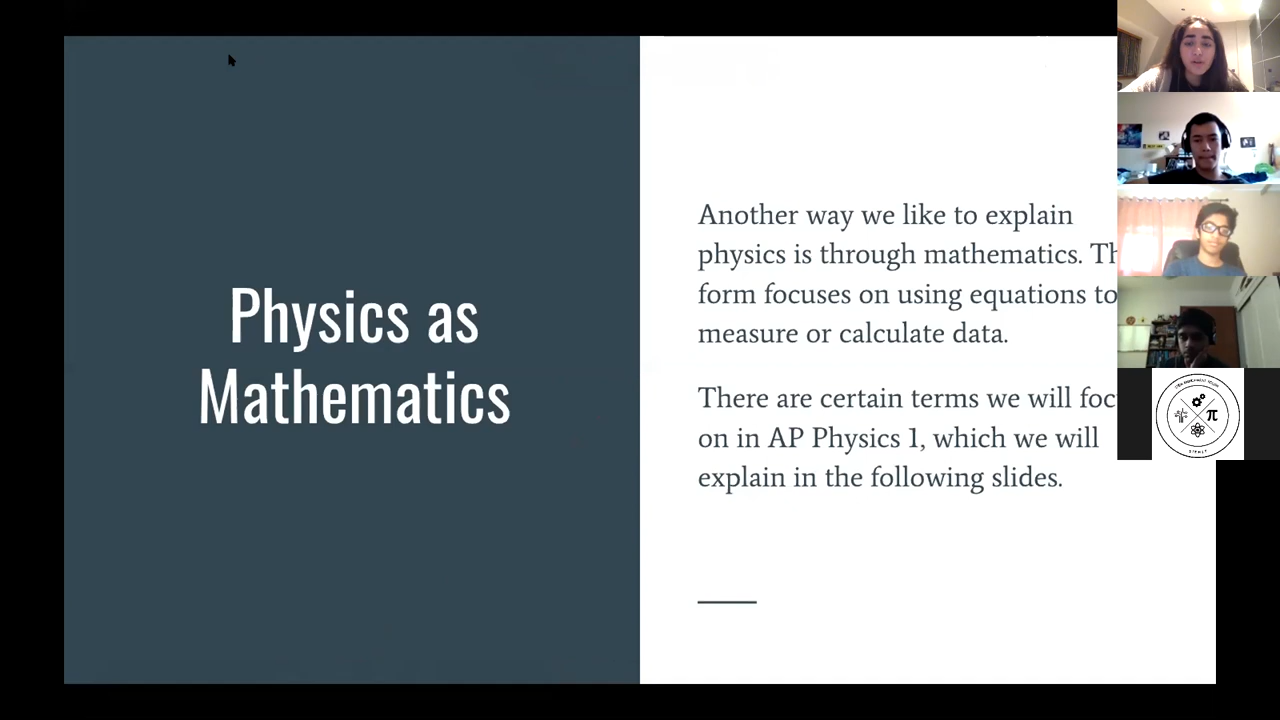 Physics as
Mathematics
Another way we like to explain
physics is through mathematics.
form focuses on using equations to
measure or calculate data.
There are certain terms we will
on in AP Physics 1, which we will
explain in the following slides.
π